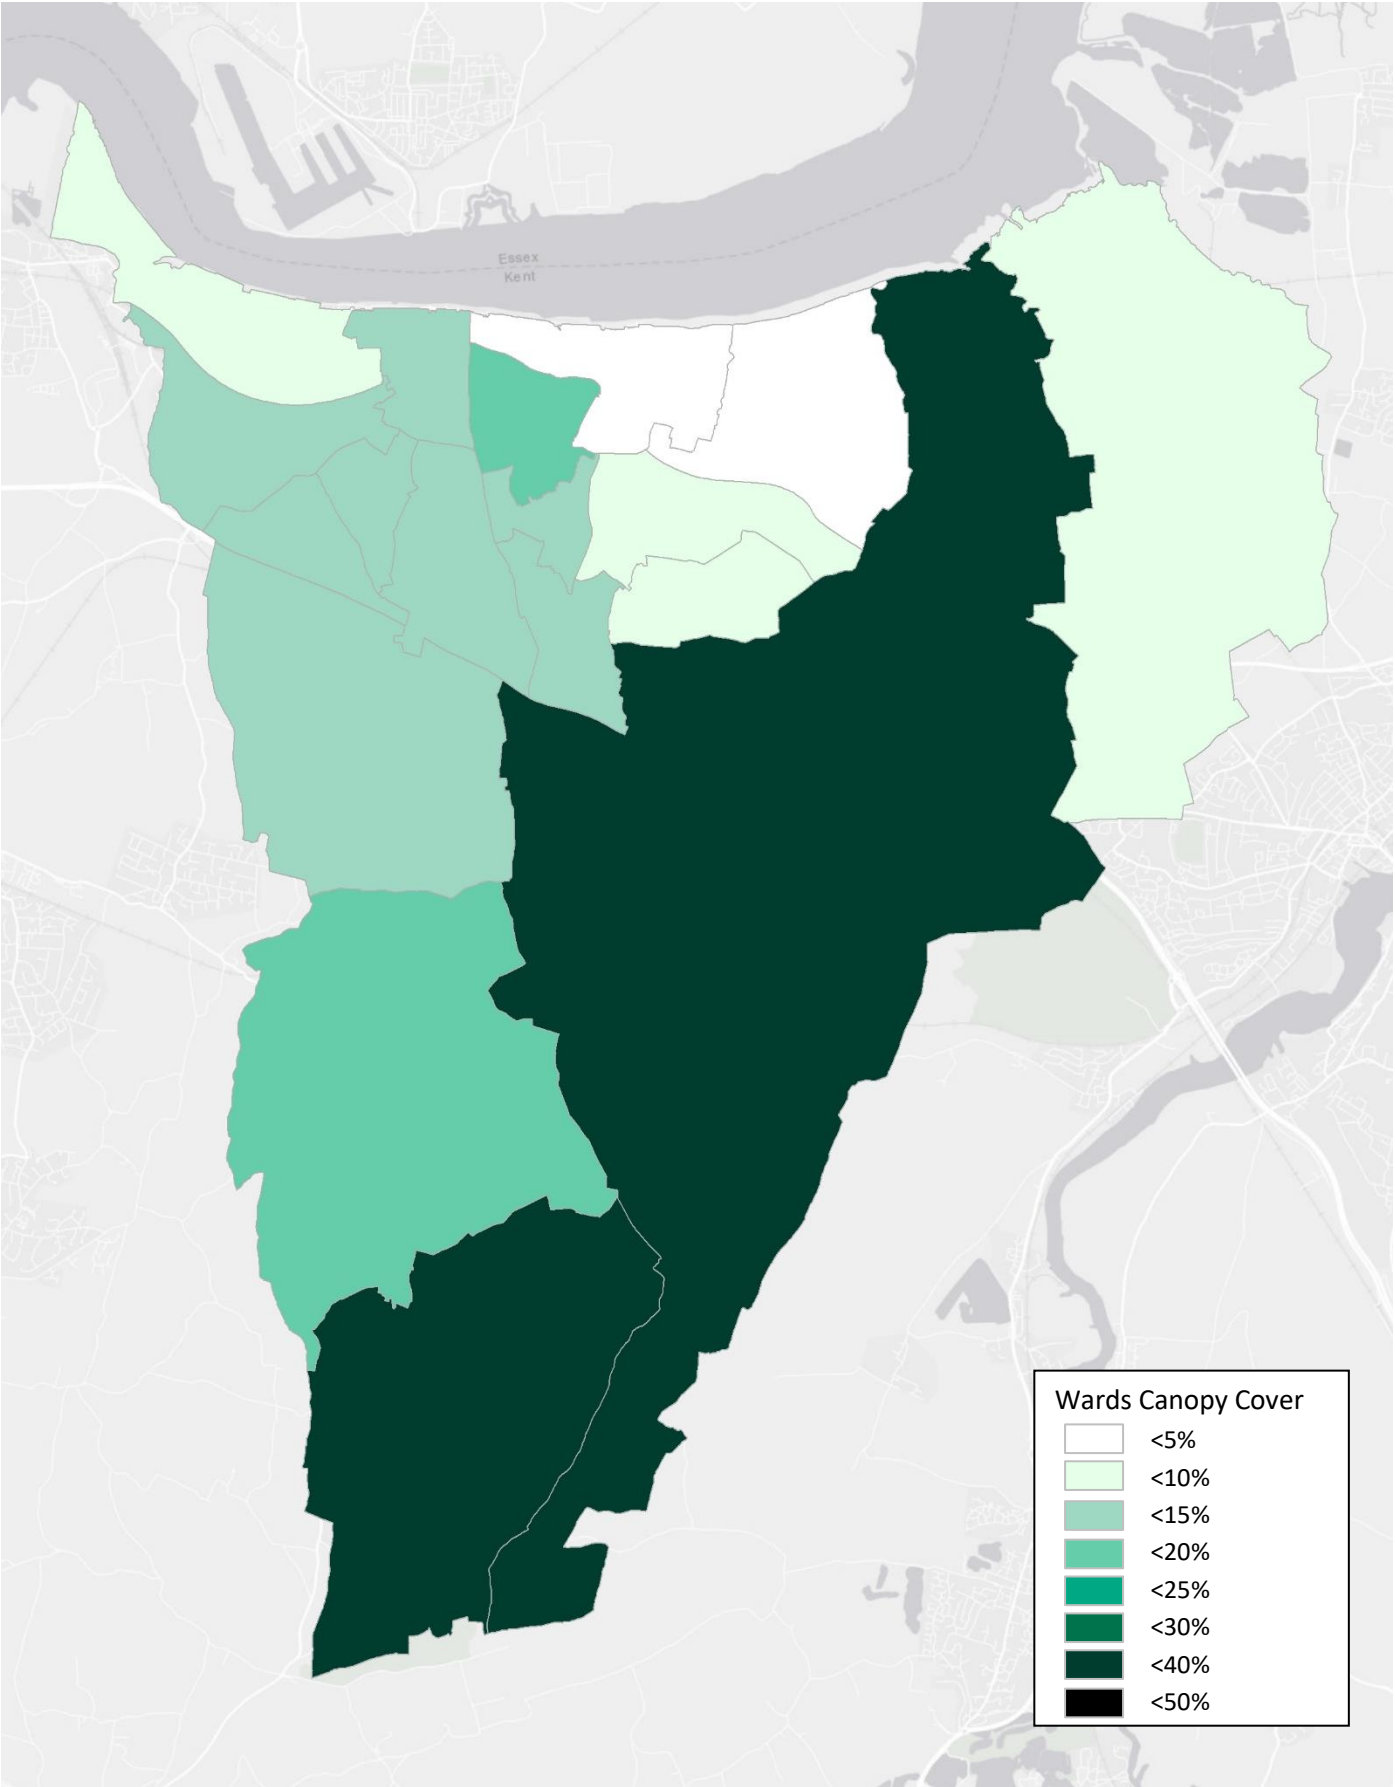 Essex
Kent
Wards Canopy Cover
<5%
<10%
<15%
<20%
<25%
<30%
<40%
<50%